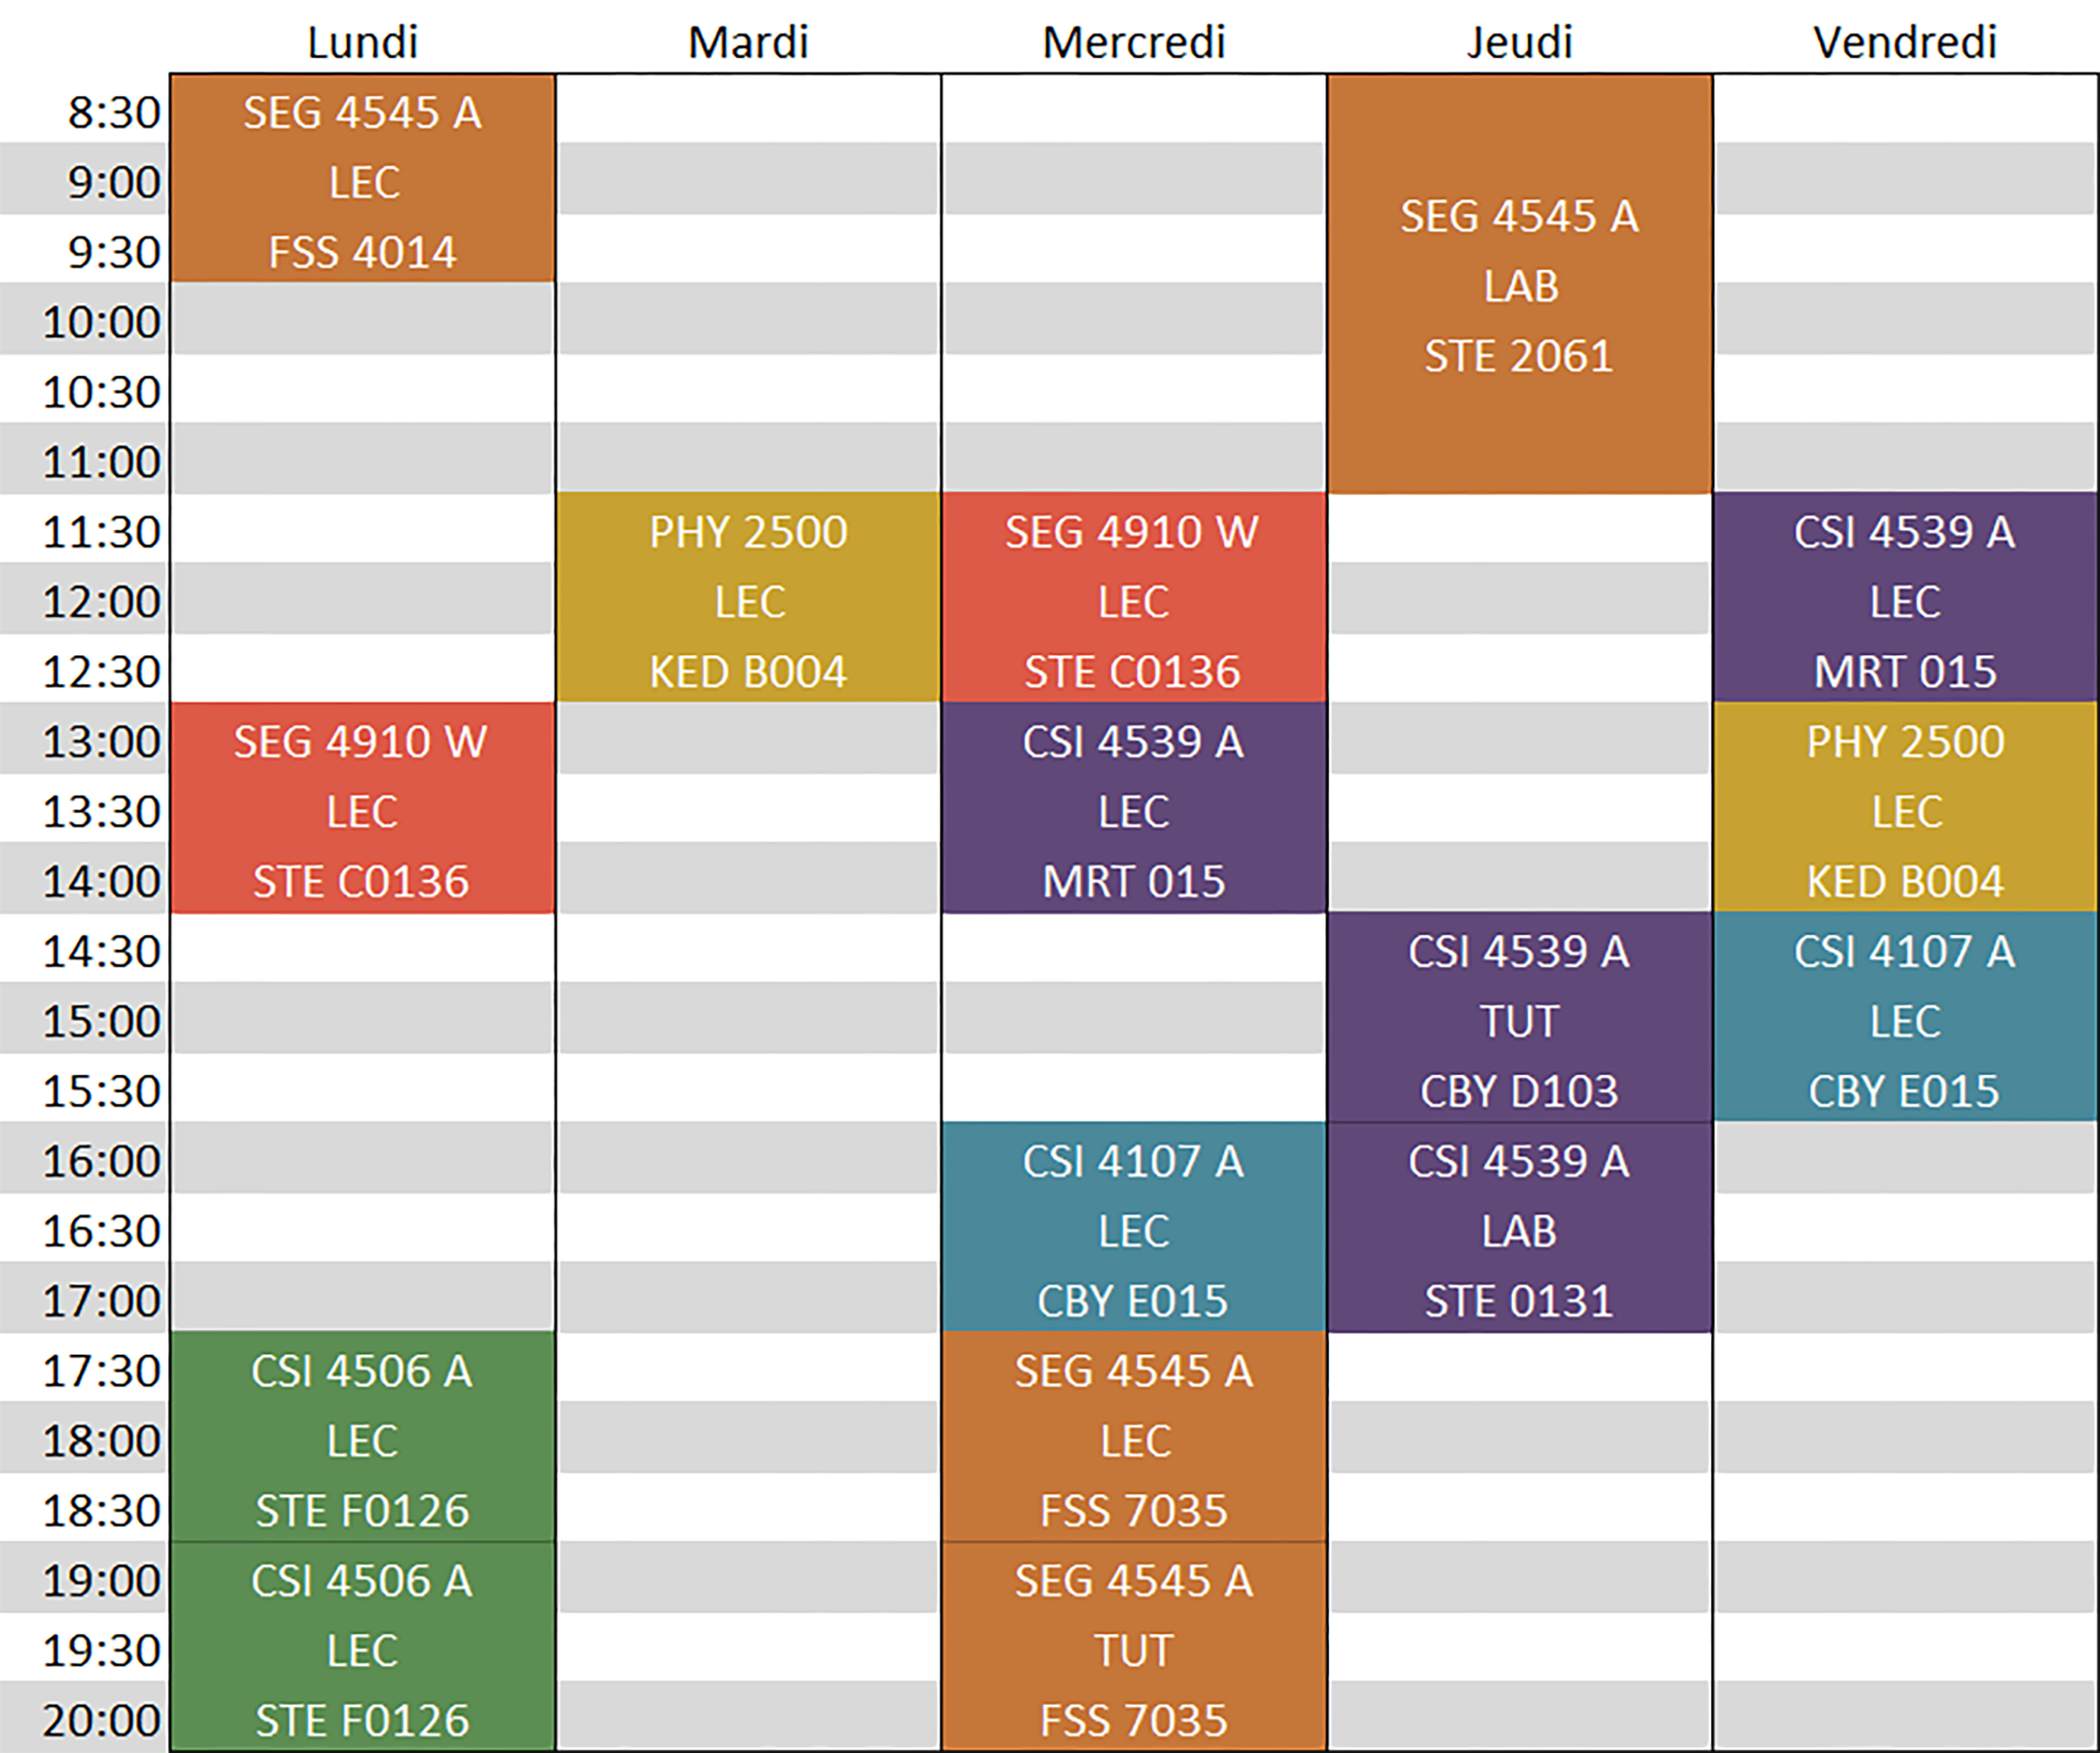 Lundi Mardi Mercredi Jeudi Vendredi
8:30 SEG 4545 A
9:00 LEC
9:30 FSS 4014
SEG 4545 A
LAB
STE 2061
10:00
10:30
11:00
11:30 PHY 2500 SEG 4910 W CSI 4539 A
12:00 LEC LEC LEC
12:30 KED B004 STE C0136 MRT 015
13:00 SEG 4910 W CSI 4539 A PHY 2500
13:30 LEC LEC LEC
14:00 STE C0136 MRT 015 KED B004
14:30 CSI 4539 A CSI 4107 A
15:00 TUT LEC
15:30 CBY D103 CBY E015
16:00 CSI 4107 A CSI 4539 A
16:30 LEC LAB
17:00 CBY E015 STE 0131
17:30 CSI 4506 A SEG 4545 A
18:00 LEC LEC
18:30 STE F0126 FSS 7035
19:00 CSI 4506 A SEG 4545 A
19:30 LEC TUT
20:00 STE F0126 FSS 7035